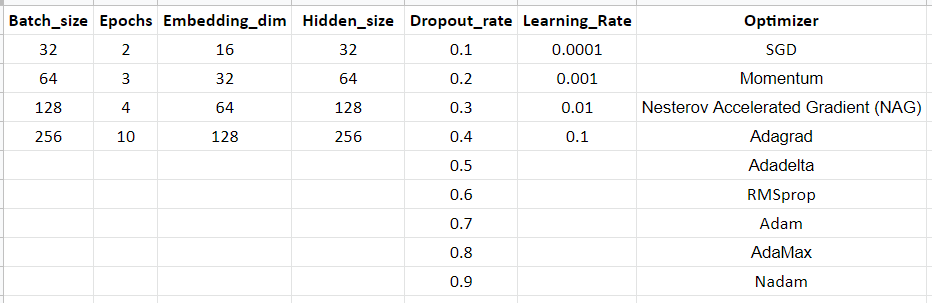 Batch_size Epochs Embedding_dim Hidden_size Dropout_rate Learning_Rate Optimizer
32 2 16 32 0.1 0.0001 SGD
64 3 32 64 0.2 0.001 Momentum
128 4 64 128 0.3 0.01 Nesterov Accelerated Gradient (NAG)
256 10 128 256 0.4 0.1 Adagrad
0.5 Adadelta
0.6 RMSprop
0.7 Adam
0.8 AdaMax
0.9 Nadam